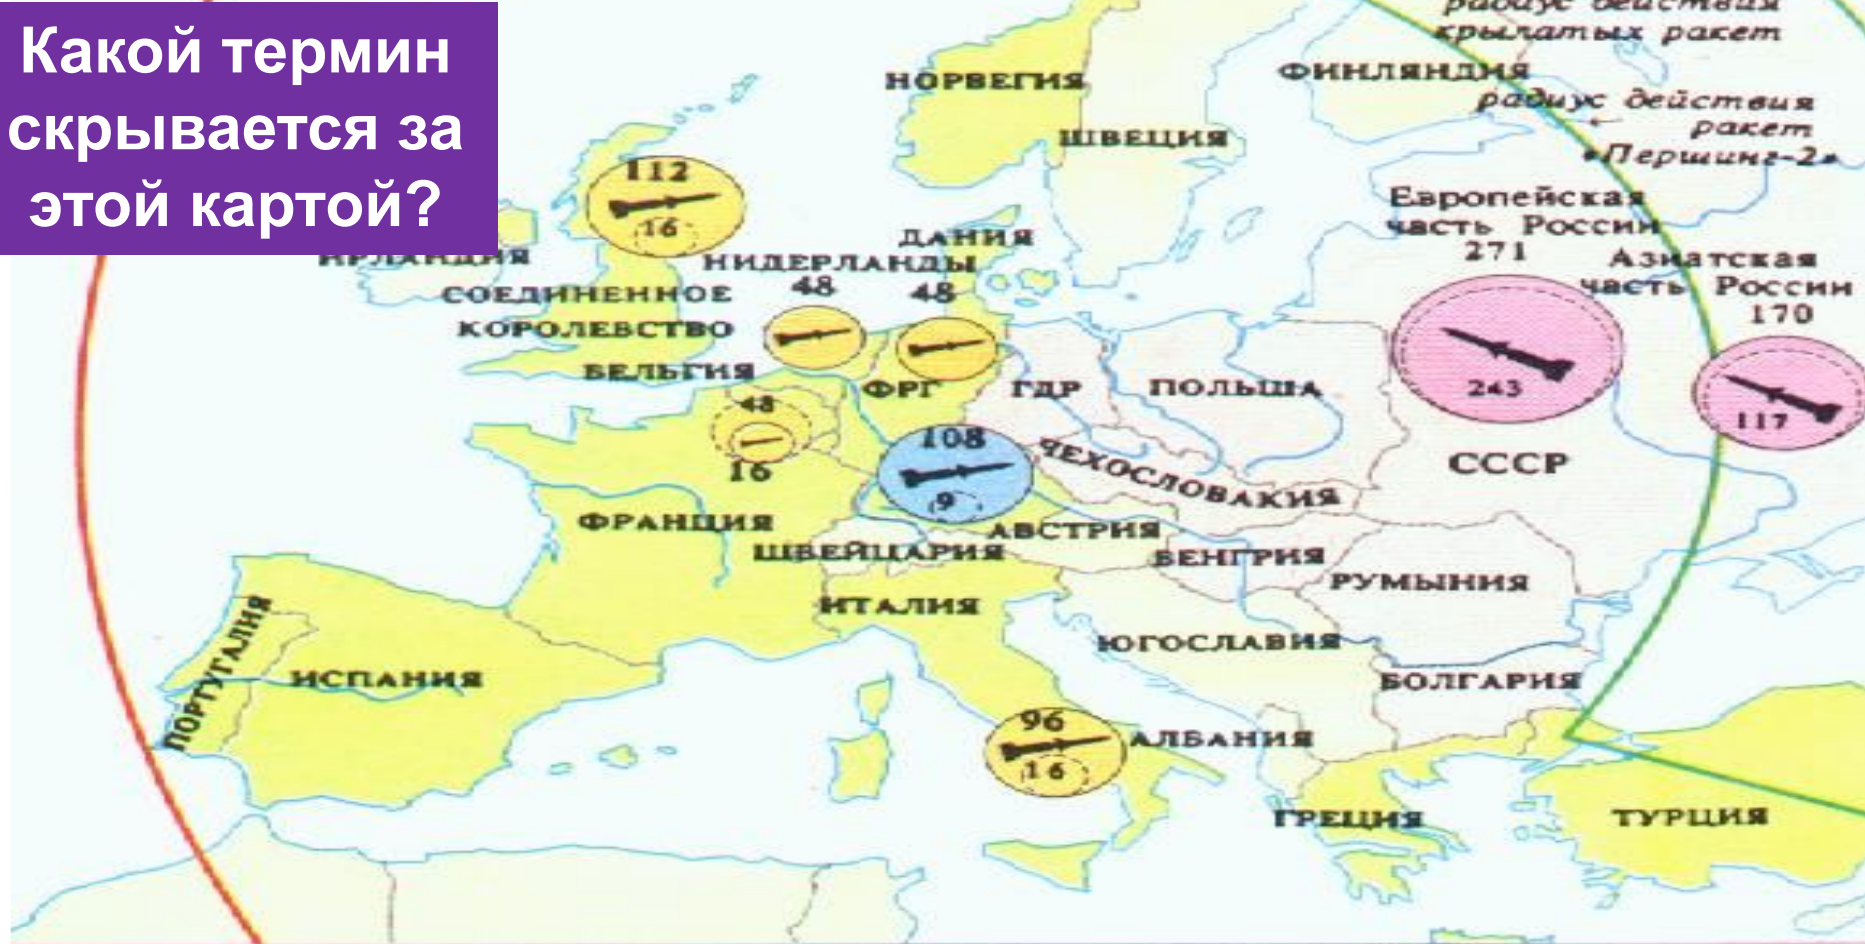 Какой термин
скрывается за
этой картой?
радиус действия
крылатых ракет
НОРВЕГИЯ
ФИНЛЯНДИЯ
радиус действия
ракет
«Першинг-2»
ШВЕЦИЯ
112
16
Европейская
часть России
271
ДАНИЯ
Азиатская
часть России
170
ИРЛАНДИЯ
НИДЕРЛАНДЫ
48
48
СОЕДИНЕННОЕ
КОРОЛЕВСТВО
БЕЛЬГИЯ
ФРГ
ГДР
ПОЛЬША
243
117
48
16
108
9
ЧЕХОСЛОВАКИЯ
СССР
ФРАНЦИЯ
АВСТРИЯ
ШВЕЙЦАРИЯ
ВЕНГРИЯ
РУМЫНИЯ
ИТАЛИЯ
ЮГОСЛАВИЯ
ПОРТУГАЛИЯ
ИСПАНИЯ
БОЛГАРИЯ
96
16
АЛБАНИЯ
ГРЕЦИЯ
ТУРЦИЯ